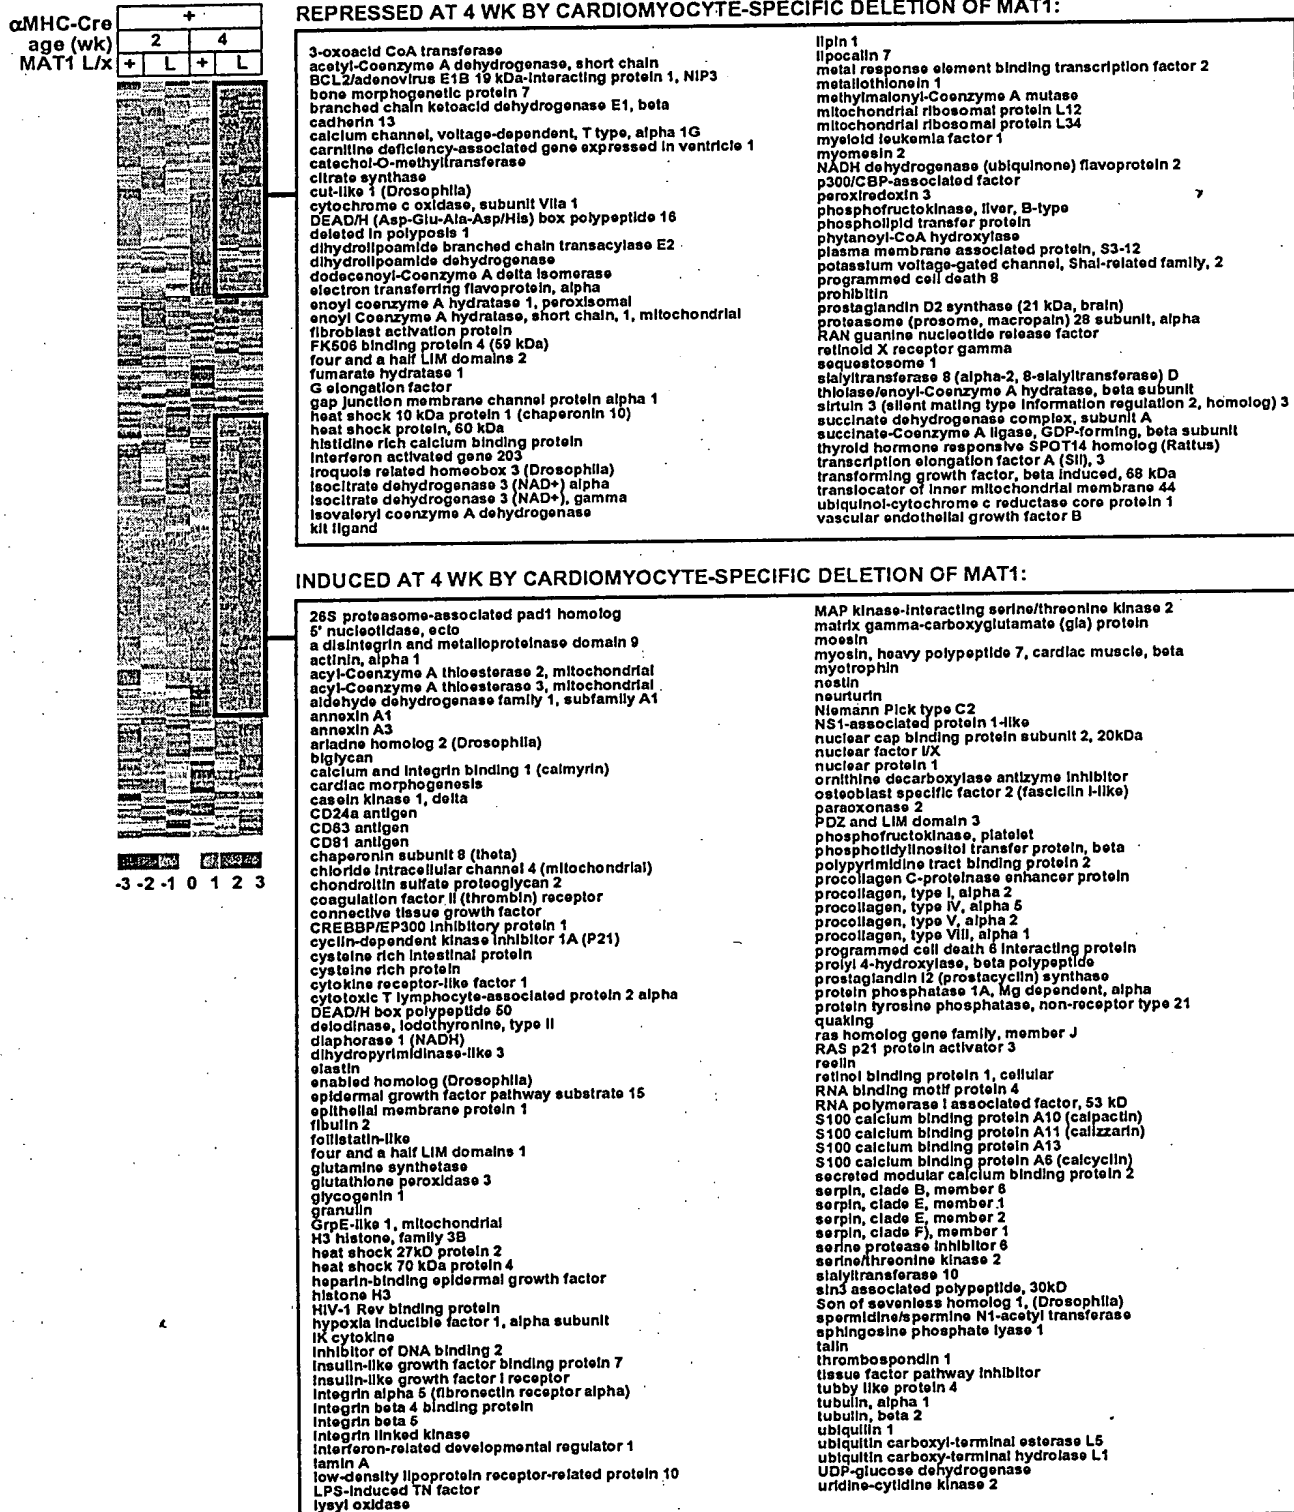 αMHC-Cre +
age (wk) 2 4
MAT1 L/x + L + L
-3 -2 -1 0 1 2 3
REPRESSED AT 4 WK BY CARDIOMYOCYTE-SPECIFIC DELETION OF MAT1:
3-oxoacid CoA transferase
acetyl-Coenzyme A dehydrogenase, short chain
BCL2/adenovirus E1B 19 kDa-interacting protein 1, NIP3
bone morphogenetic protein 7
branched chain ketoacid dehydrogenase E1, beta
cadherin 13
calcium channel, voltage-dependent, T type, alpha 1G
carnitine deficiency-associated gene expressed in ventricle 1
catechol-O-methyltransferase
citrate synthase
cut-like 1 (Drosophila)
cytochrome c oxidase, subunit VIIa 1
DEAD/H (Asp-Glu-Ala-Asp/His) box polypeptide 16
deleted in polyposis 1
dihydrolipoamide branched chain transacylase E2
dihydrolipoamide dehydrogenase
dodecenoyl-Coenzyme A delta isomerase
electron transferring flavoprotein, alpha
enoyl coenzyme A hydratase 1, peroxisomal
enoyl Coenzyme A hydratase, short chain, 1, mitochondrial
fibroblast activation protein
FK506 binding protein 4 (59 kDa)
four and a half LIM domains 2
fumarate hydratase 1
G elongation factor
gap junction membrane channel protein alpha 1
heat shock 10 kDa protein 1 (chaperonin 10)
heat shock protein, 60 kDa
histidine rich calcium binding protein
interferon activated gene 203
Iroquois related homeobox 3 (Drosophila)
isocitrate dehydrogenase 3 (NAD+) alpha
isocitrate dehydrogenase 3 (NAD+), gamma
isovaleryl coenzyme A dehydrogenase
kit ligand
lipin 1
lipocalin 7
metal response element binding transcription factor 2
metallothionein 1
methylmalonyl-Coenzyme A mutase
mitochondrial ribosomal protein L12
mitochondrial ribosomal protein L34
myeloid leukemia factor 1
myomesin 2
NADH dehydrogenase (ubiquinone) flavoprotein 2
p300/CBP-associated factor
peroxiredoxin 3
phosphofructokinase, liver, B-type
phospholipid transfer protein
phytanoyl-CoA hydroxylase
plasma membrane associated protein, S3-12
potassium voltage-gated channel, Shal-related family, 2
programmed cell death 8
prohibitin
prostaglandin D2 synthase (21 kDa, brain)
proteasome (prosome, macropain) 28 subunit, alpha
RAN guanine nucleotide release factor
retinoid X receptor gamma
sequestosome 1
sialyltransferase 8 (alpha-2, 8-sialyltransferase) D
thiolase/enoyl-Coenzyme A hydratase, beta subunit
sirtuin 3 (silent mating type information regulation 2, homolog) 3
succinate dehydrogenase complex, subunit A
succinate-Coenzyme A ligase, GDP-forming, beta subunit
thyroid hormone responsive SPOT14 homolog (Rattus)
transcription elongation factor A (SII), 3
transforming growth factor, beta induced, 68 kDa
translocator of inner mitochondrial membrane 44
ubiquinol-cytochrome c reductase core protein 1
vascular endothelial growth factor B
INDUCED AT 4 WK BY CARDIOMYOCYTE-SPECIFIC DELETION OF MAT1:
26S proteasome-associated pad1 homolog
5' nucleotidase, ecto
a disintegrin and metalloproteinase domain 9
actinin, alpha 1
acyl-Coenzyme A thioesterase 2, mitochondrial
acyl-Coenzyme A thioesterase 3, mitochondrial
aldehyde dehydrogenase family 1, subfamily A1
annexin A1
annexin A3
ariadne homolog 2 (Drosophila)
biglycan
calcium and integrin binding 1 (calmyrin)
cardiac morphogenesis
casein kinase 1, delta
CD24a antigen
CD63 antigen
CD81 antigen
chaperonin subunit 8 (theta)
chloride intracellular channel 4 (mitochondrial)
chondroitin sulfate proteoglycan 2
coagulation factor II (thrombin) receptor
connective tissue growth factor
CREBBP/EP300 inhibitory protein 1
cyclin-dependent kinase inhibitor 1A (P21)
cysteine rich intestinal protein
cysteine rich protein
cytokine receptor-like factor 1
cytotoxic T lymphocyte-associated protein 2 alpha
DEAD/H box polypeptide 50
deiodinase, iodothyronine, type II
diaphorase 1 (NADH)
dihydropyrimidinase-like 3
elastin
enabled homolog (Drosophila)
epidermal growth factor pathway substrate 15
epithelial membrane protein 1
fibulin 2
follistatin-like
four and a half LIM domains 1
glutamine synthetase
glutathione peroxidase 3
glycogenin 1
granulin
GrpE-like 1, mitochondrial
H3 histone, family 3B
heat shock 27kD protein 2
heat shock 70 kDa protein 4
heparin-binding epidermal growth factor
histone H3
HIV-1 Rev binding protein
hypoxia inducible factor 1, alpha subunit
IK cytokine
inhibitor of DNA binding 2
insulin-like growth factor binding protein 7
insulin-like growth factor I receptor
integrin alpha 5 (fibronectin receptor alpha)
integrin beta 4 binding protein
integrin beta 5
integrin linked kinase
interferon-related developmental regulator 1
lamin A
low-density lipoprotein receptor-related protein 10
LPS-induced TN factor
lysyl oxidase
MAP kinase-interacting serine/threonine kinase 2
matrix gamma-carboxyglutamate (gla) protein
moesin
myosin, heavy polypeptide 7, cardiac muscle, beta
myotrophin
nestin
neurturin
Niemann Pick type C2
NS1-associated protein 1-like
nuclear cap binding protein subunit 2, 20kDa
nuclear factor I/X
nuclear protein 1
ornithine decarboxylase antizyme inhibitor
osteoblast specific factor 2 (fasciclin I-like)
paraoxonase 2
PDZ and LIM domain 3
phosphofructokinase, platelet
phosphotidylinositol transfer protein, beta
polypyrimidine tract binding protein 2
procollagen C-proteinase enhancer protein
procollagen, type I, alpha 2
procollagen, type IV, alpha 5
procollagen, type V, alpha 2
procollagen, type VIII, alpha 1
programmed cell death 6 interacting protein
prolyl 4-hydroxylase, beta polypeptide
prostaglandin I2 (prostacyclin) synthase
protein phosphatase 1A, Mg dependent, alpha
protein tyrosine phosphatase, non-receptor type 21
quaking
ras homolog gene family, member J
RAS p21 protein activator 3
reelin
retinol binding protein 1, cellular
RNA binding motif protein 4
RNA polymerase I associated factor, 53 kD
S100 calcium binding protein A10 (calpactin)
S100 calcium binding protein A11 (calizzarin)
S100 calcium binding protein A13
S100 calcium binding protein A6 (calcyclin)
secreted modular calcium binding protein 2
serpin, clade B, member 6
serpin, clade E, member 1
serpin, clade E, member 2
serpin, clade F), member 1
serine protease inhibitor 6
serine/threonine kinase 2
sialyltransferase 10
sin3 associated polypeptide, 30kD
Son of sevenless homolog 1, (Drosophila)
spermidine/spermine N1-acetyl transferase
sphingosine phosphate lyase 1
talin
thrombospondin 1
tissue factor pathway inhibitor
tubby like protein 4
tubulin, alpha 1
tubulin, beta 2
ubiquilin 1
ubiquitin carboxyl-terminal esterase L5
ubiquitin carboxy-terminal hydrolase L1
UDP-glucose dehydrogenase
uridine-cytidine kinase 2